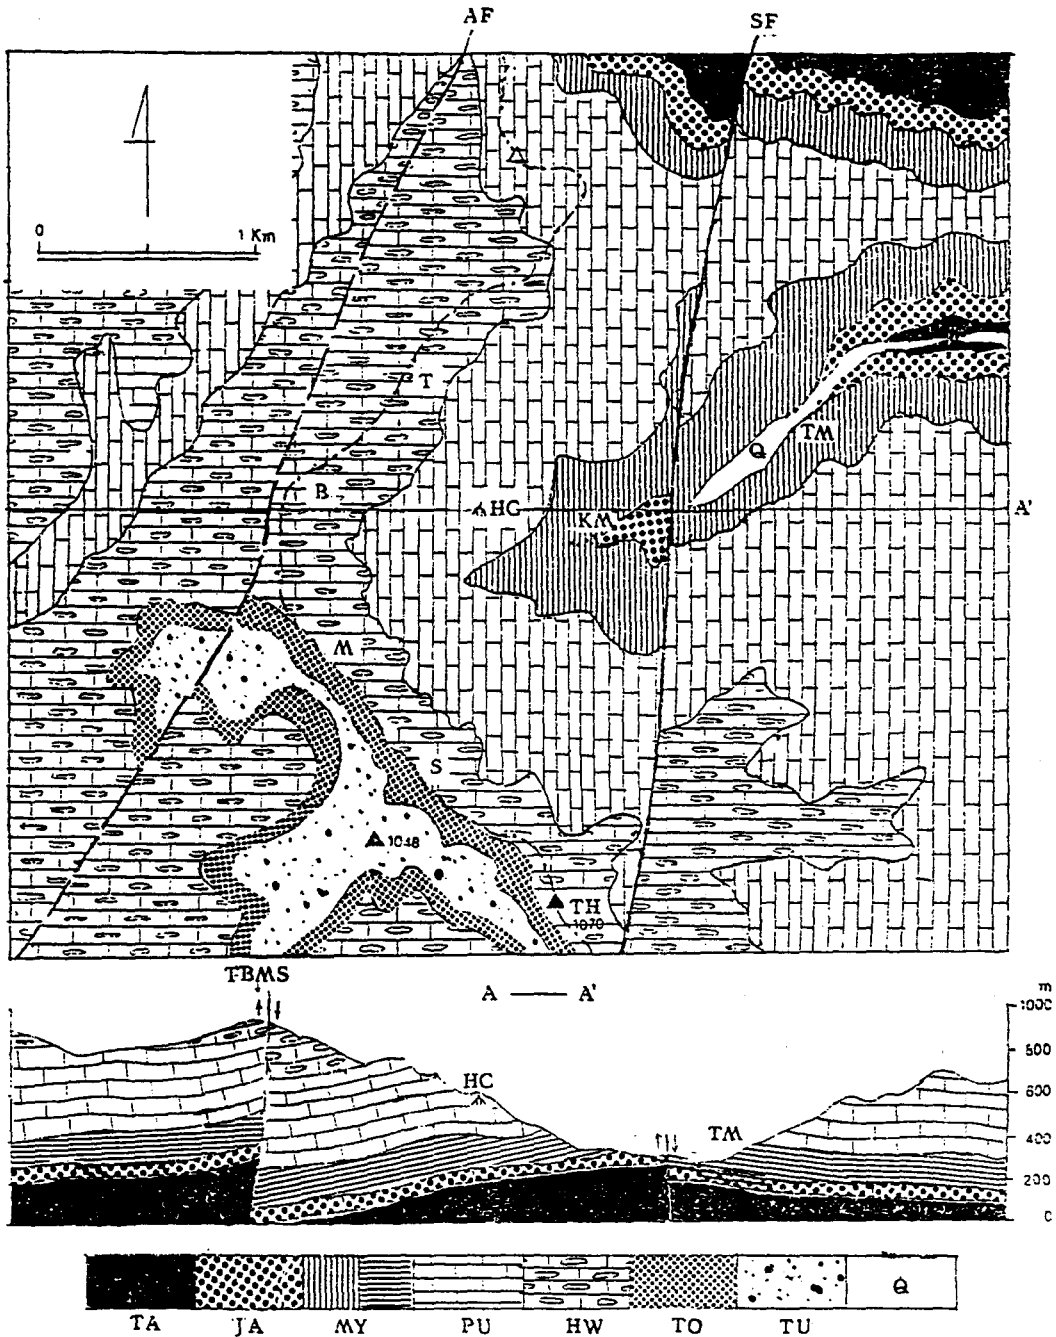 AF SF
0 1 Km
T
B HC A'
Q TM
KM
M
S
1048
TH
1070
TBMS
A — A'
m
1000
800
HC
600
TM 400
200
0
Q
TA JA MY PU HW TO TU